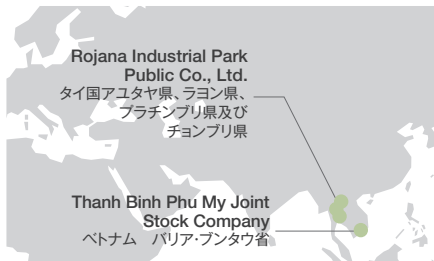 Rojana Industrial Park
Public Co., Ltd.
タイ国アユタヤ県、ラヨン県、
プラチンブリ県及び
チョンブリ県
Thanh Binh Phu My Joint
Stock Company
ベトナム　バリア・ブンタウ省